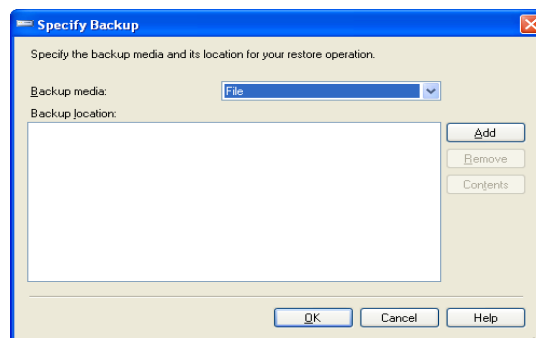 Specify Backup
Specify the backup media and its location for your restore operation.
Backup media:
File
Backup location:
Add
Remove
Contents
OK
Cancel
Help